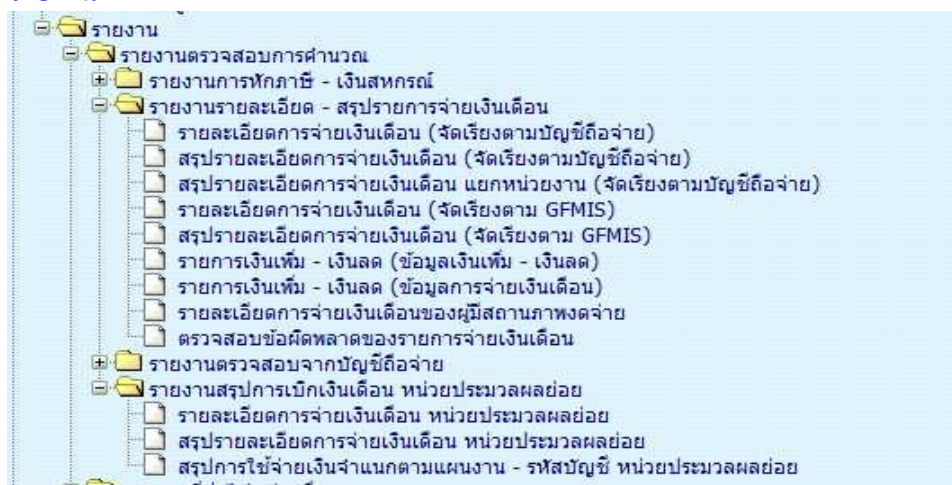 รายงาน
รายงานตรวจสอบการคำนวณ
รายงานการหักภาษี - เงินสหกรณ์
รายงานรายละเอียด - สรุปรายการจ่ายเงินเดือน
รายละเอียดการจ่ายเงินเดือน (จัดเรียงตามบัญชีถือจ่าย)
สรุปรายละเอียดการจ่ายเงินเดือน (จัดเรียงตามบัญชีถือจ่าย)
สรุปรายละเอียดการจ่ายเงินเดือน แยกหน่วยงาน (จัดเรียงตามบัญชีถือจ่าย)
รายละเอียดการจ่ายเงินเดือน (จัดเรียงตาม GFMIS)
สรุปรายละเอียดการจ่ายเงินเดือน (จัดเรียงตาม GFMIS)
รายการเงินเพิ่ม - เงินลด (ข้อมูลเงินเพิ่ม - เงินลด)
รายการเงินเพิ่ม - เงินลด (ข้อมูลการจ่ายเงินเดือน)
รายละเอียดการจ่ายเงินเดือนของผู้มีสถานภาพงดจ่าย
ตรวจสอบข้อผิดพลาดของรายการจ่ายเงินเดือน
รายงานตรวจสอบจากบัญชีถือจ่าย
รายงานสรุปการเบิกเงินเดือน หน่วยประมวลผลย่อย
รายละเอียดการจ่ายเงินเดือน หน่วยประมวลผลย่อย
สรุปรายละเอียดการจ่ายเงินเดือน หน่วยประมวลผลย่อย
สรุปการใช้จ่ายเงินจำแนกตามแผนงาน - รหัสบัญชี หน่วยประมวลผลย่อย